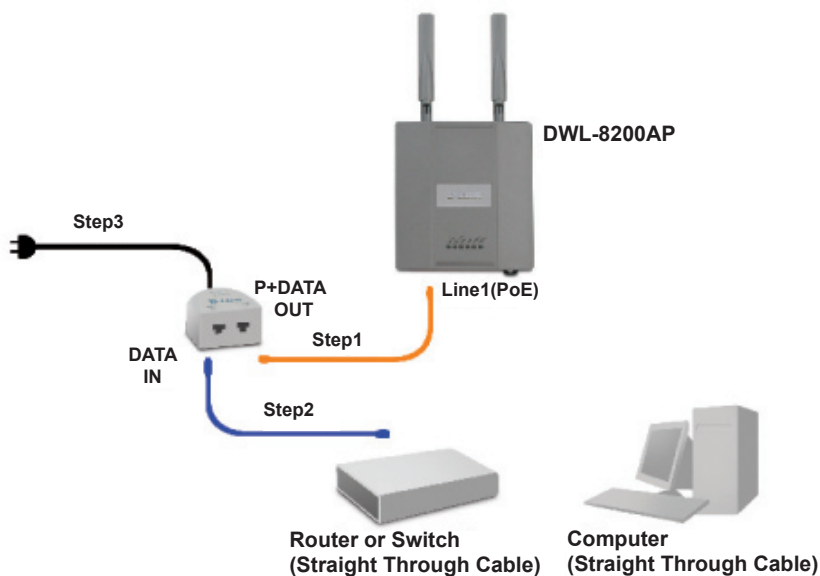 DWL-8200AP
Step3
P+DATA
OUT
Line1(PoE)
Step1
DATA
IN
Step2
Router or Switch
(Straight Through Cable)
Computer
(Straight Through Cable)